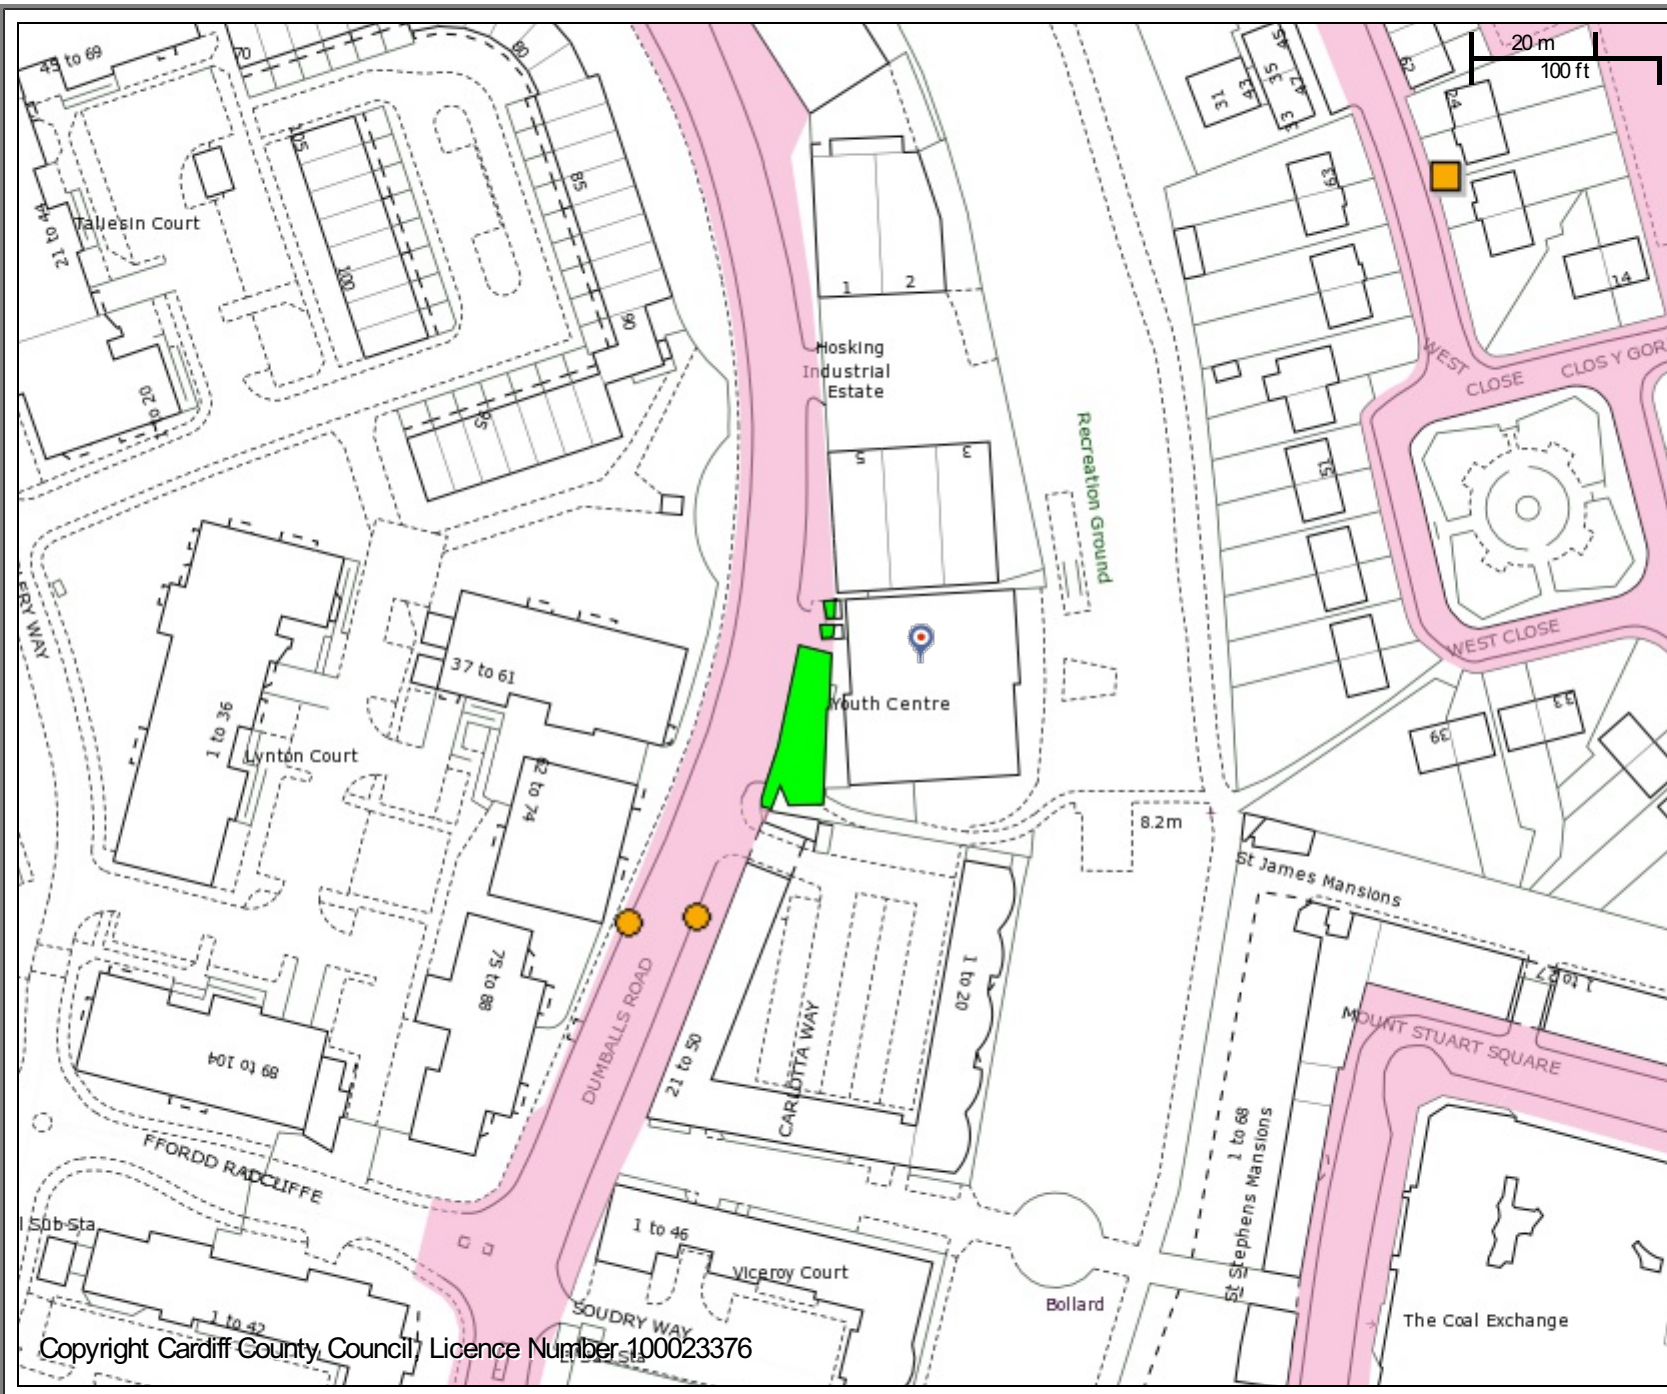 45 to 69
70
80
20 m
100 ft
105
85
31
43
35
45
47
33
62
24
63
21 to 44
Taliesin Court
100
1
2
14
90
Hosking
Industrial
Estate
WEST
CLOSE
CLOS Y GOR
to 20
95
5
3
Recreation Ground
51
ERY WAY
WEST CLOSE
37 to 61
Youth Centre
1 to 36
Lynton Court
62 to 74
39
33
8.2m
St James Mansions
75 to 88
1 to 20
1 to 27
DUMBALLS ROAD
CARLOTTA WAY
MOUNT STUART SQUARE
89 to 104
21 to 50
1 to 68
St Stephens Mansions
FFORDD RADCLIFFE
l Sub Sta
1 to 46
Viceroy Court
Bollard
1 to 42
SOUDRY WAY
The Coal Exchange
Copyright Cardiff County Council, Licence Number 100023376